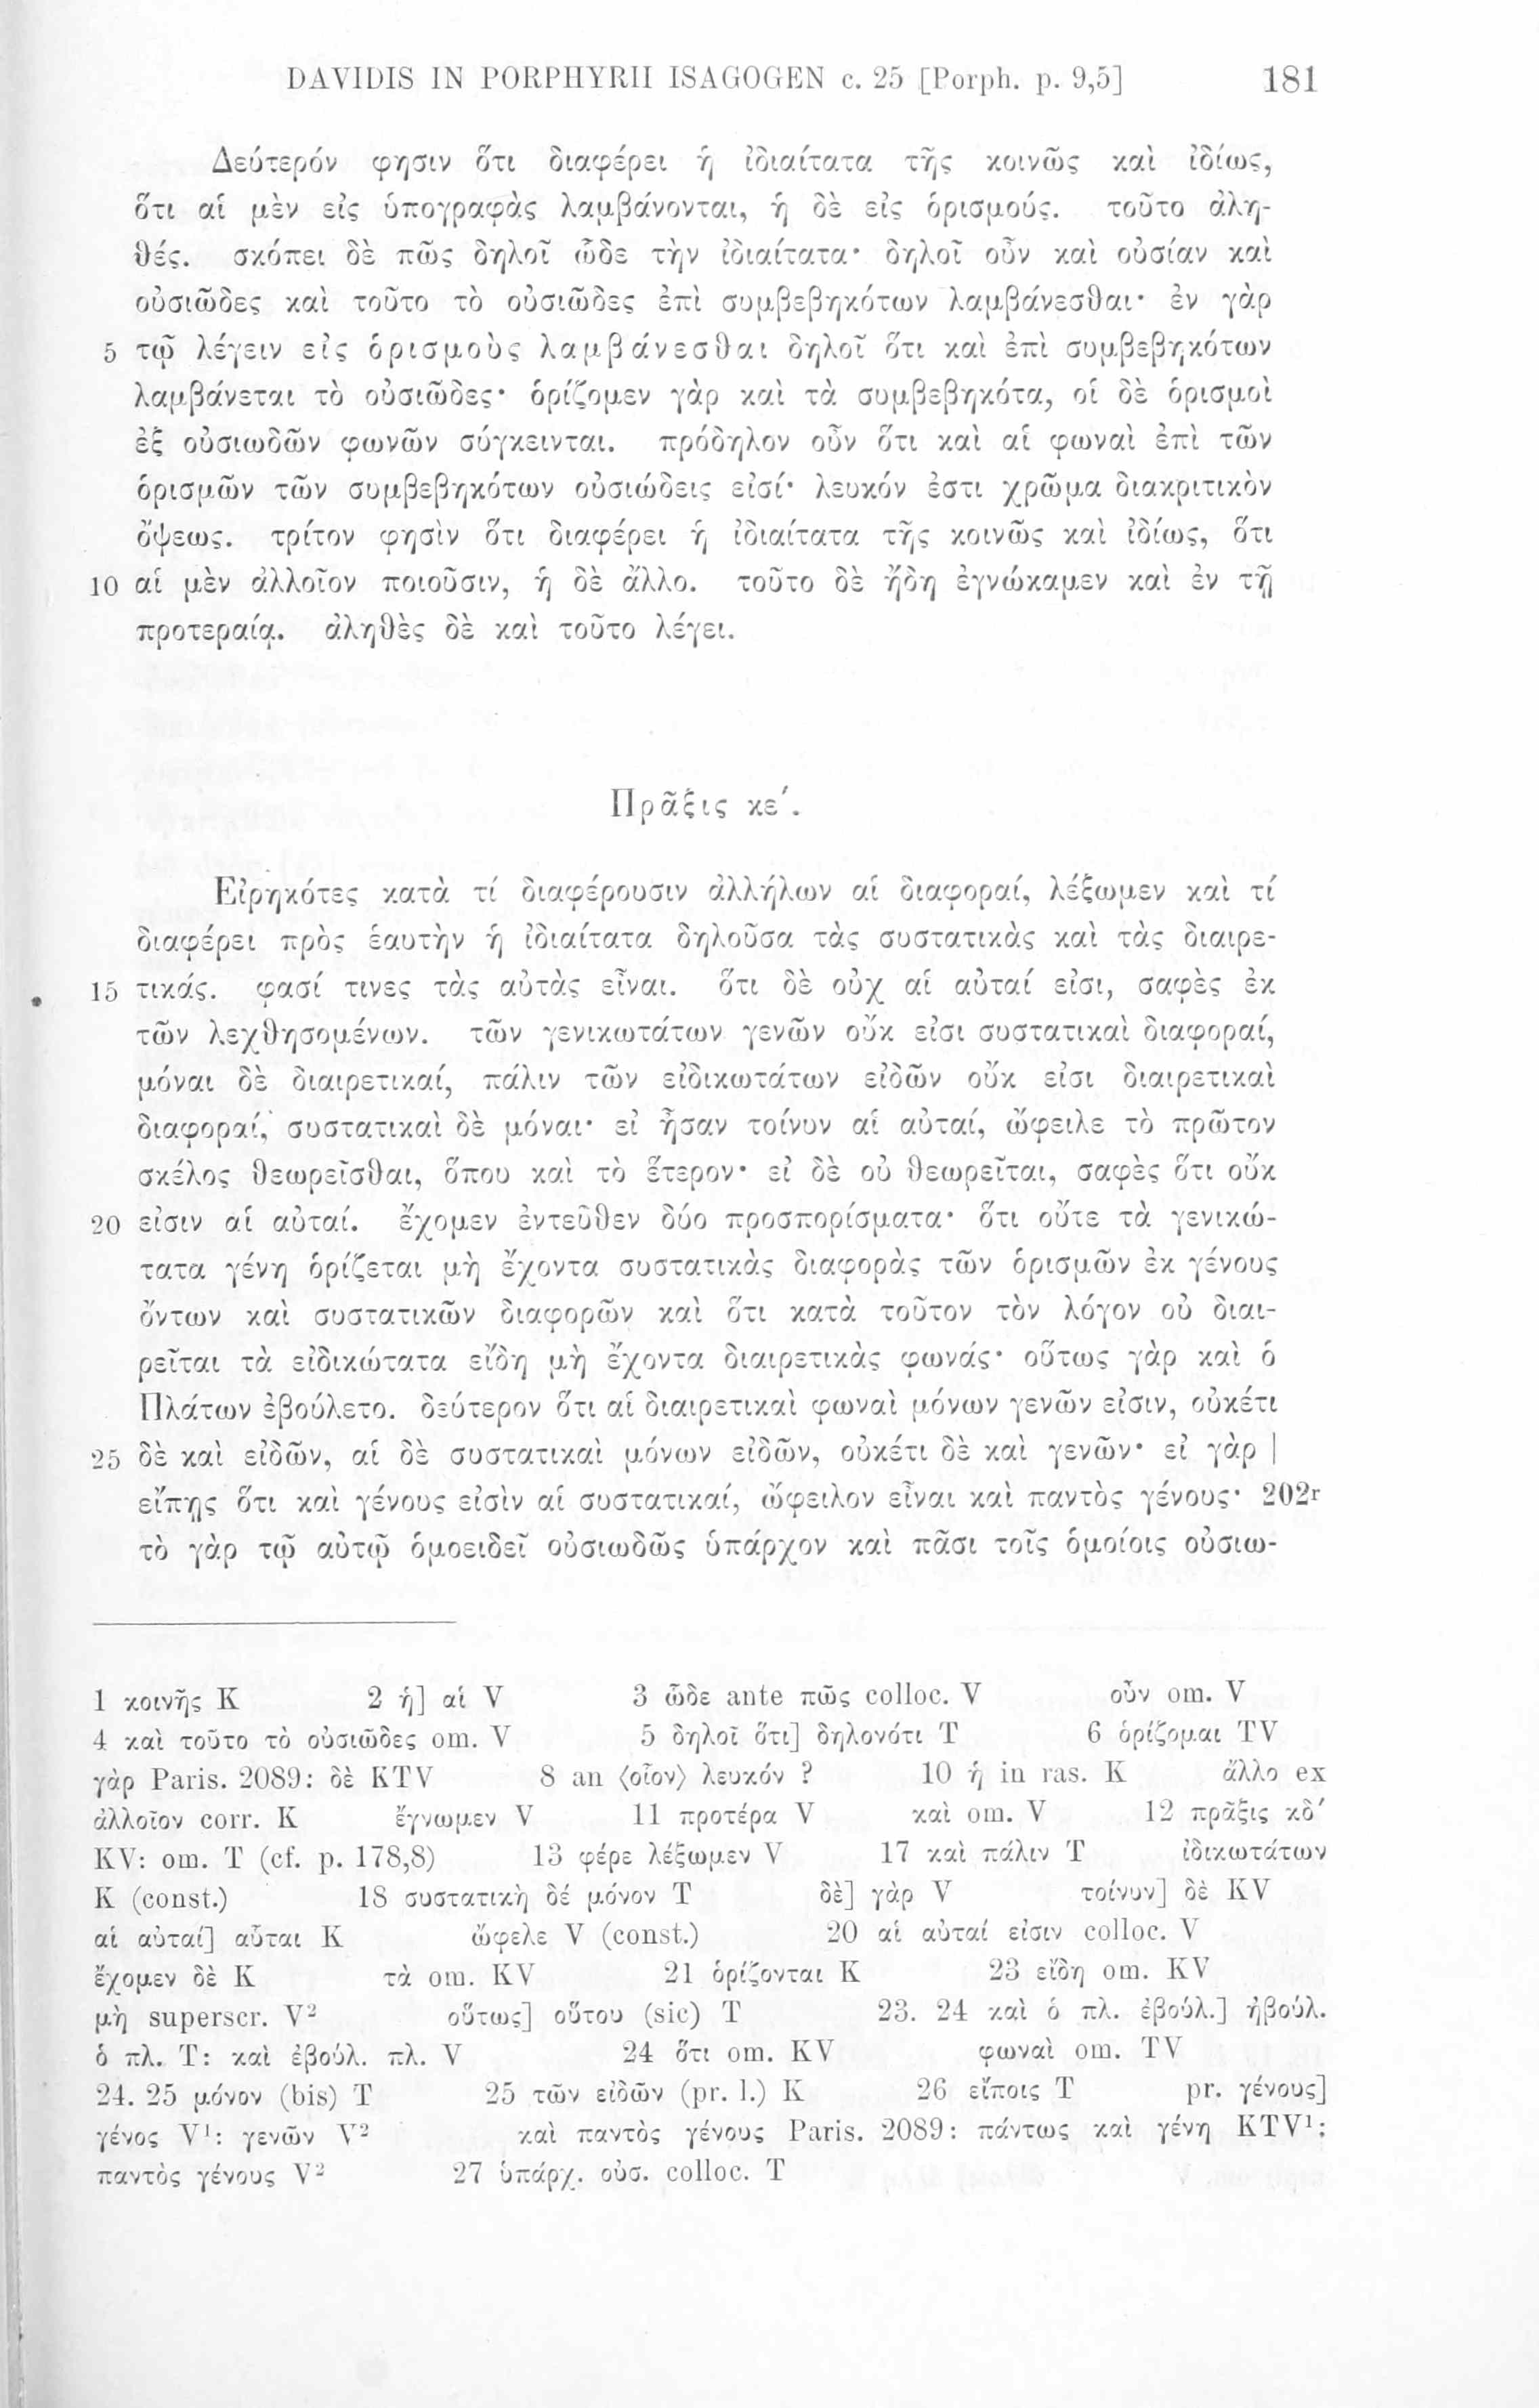 DAVIDIS IN PORPHYRII ISAGOGEN c. 25 [Porph. p. 9,5] 181
Δεύτερόν φησιν ὅτι διαφέρει ἡ ἰδιαίτατα τῆς κοινῶς καὶ ἰδίως,
ὅτι αἱ μὲν εἰς ὑπογραφὰς λαμβάνονται, ἡ δὲ εἰς ὁρισμούς. τοῦτο ἀλη-
θές. σκόπει δὲ πῶς δηλοῖ ὧδε τὴν ἰδιαίτατα· δηλοῖ οὖν καὶ οὐσίαν καὶ
οὐσιῶδες καὶ τοῦτο τὸ οὐσιῶδες ἐπὶ συμβεβηκότων λαμβάνεσθαι· ἐν γὰρ
5 τῷ λέγειν εἰς ὁρισμοὺς λαμβάνεσθαι δηλοῖ ὅτι καὶ ἐπὶ συμβεβηκότων
λαμβάνεται τὸ οὐσιῶδες· ὁρίζομεν γὰρ καὶ τὰ συμβεβηκότα, οἱ δὲ ὁρισμοὶ
ἐξ οὐσιωδῶν φωνῶν σύγκεινται. πρόδηλον οὖν ὅτι καὶ αἱ φωναὶ ἐπὶ τῶν
ὁρισμῶν τῶν συμβεβηκότων οὐσιώδεις εἰσί· λευκόν ἐστι χρῶμα διακριτικὸν
ὄψεως. τρίτον φησὶν ὅτι διαφέρει ἡ ἰδιαίτατα τῆς κοινῶς καὶ ἰδίως, ὅτι
10 αἱ μὲν ἀλλοῖον ποιοῦσιν, ἡ δὲ ἄλλο. τοῦτο δὲ ἤδη ἐγνώκαμεν καὶ ἐν τῇ
προτεραίᾳ. ἀληθὲς δὲ καὶ τοῦτο λέγει.
Πρᾶξις κε΄.
Εἰρηκότες κατὰ τί διαφέρουσιν ἀλλήλων αἱ διαφοραί, λέξωμεν καὶ τί
διαφέρει πρὸς ἑαυτὴν ἡ ἰδιαίτατα δηλοῦσα τὰς συστατικὰς καὶ τὰς διαιρε-
15 τικάς. φασί τινες τὰς αὐτὰς εἶναι. ὅτι δὲ οὐχ αἱ αὐταί εἰσι, σαφὲς ἐκ
τῶν λεχθησομένων. τῶν γενικωτάτων γενῶν οὔκ εἰσι συστατικαὶ διαφοραί,
μόναι δὲ διαιρετικαί, πάλιν τῶν εἰδικωτάτων εἰδῶν οὔκ εἰσι διαιρετικαὶ
διαφοραί, συστατικαὶ δὲ μόναι· εἰ ἦσαν τοίνυν αἱ αὐταί, ὤφειλε τὸ πρῶτον
σκέλος θεωρεῖσθαι, ὅπου καὶ τὸ ἕτερον· εἰ δὲ οὐ θεωρεῖται, σαφὲς ὅτι οὔκ
20 εἰσιν αἱ αὐταί. ἔχομεν ἐντεῦθεν δύο προσπορίσματα· ὅτι οὔτε τὰ γενικώ-
τατα γένη ὁρίζεται μὴ ἔχοντα συστατικὰς διαφορὰς τῶν ὁρισμῶν ἐκ γένους
ὄντων καὶ συστατικῶν διαφορῶν καὶ ὅτι κατὰ τοῦτον τὸν λόγον οὐ διαι-
ρεῖται τὰ εἰδικώτατα εἴδη μὴ ἔχοντα διαιρετικὰς φωνάς· οὕτως γὰρ καὶ ὁ
Πλάτων ἐβούλετο. δεύτερον ὅτι αἱ διαιρετικαὶ φωναὶ μόνων γενῶν εἰσιν, οὐκέτι
25 δὲ καὶ εἰδῶν, αἱ δὲ συστατικαὶ μόνων εἰδῶν, οὐκέτι δὲ καὶ γενῶν· εἰ γὰρ |
εἴπῃς ὅτι καὶ γένους εἰσὶν αἱ συστατικαί, ὤφειλον εἶναι καὶ παντὸς γένους· 202r
τὸ γὰρ τῷ αὐτῷ ὁμοειδεῖ οὐσιωδῶς ὑπάρχον καὶ πᾶσι τοῖς ὁμοίοις οὐσιω-
1 κοινῆς K 2 ἡ] αἱ V 3 ὧδε ante πῶς colloc. V οὖν om. V
4 καὶ τοῦτο τὸ οὐσιῶδες om. V 5 δηλοῖ ὅτι] δηλονότι T 6 ὁρίζομαι TV
γὰρ Paris. 2089: δὲ KTV 8 an ⟨οἷον⟩ λευκόν ? 10 ἡ in ras. K ἄλλο ex
ἀλλοῖον corr. K ἔγνωμεν V 11 προτέρα V καὶ om. V 12 πρᾶξις κδ΄
KV: om. T (cf. p. 178,8) 13 φέρε λέξωμεν V 17 καὶ πάλιν T ἰδικωτάτων
K (const.) 18 συστατικὴ δέ μόνον T δὲ] γὰρ V τοίνυν] δὲ KV
αἱ αὐταί] αὗται K ὤφελε V (const.) 20 αἱ αὐταί εἰσιν colloc. V
ἔχομεν δὲ K τὰ om. KV 21 ὁρίζονται K 23 εἴδη om. KV
μὴ superscr. V² οὕτως] οὕτου (sic) T 23. 24 καὶ ὁ πλ. ἐβούλ.] ἠβούλ.
ὁ πλ. T: καὶ ἐβούλ. πλ. V 24 ὅτι om. KV φωναὶ om. TV
24. 25 μόνον (bis) T 25 τῶν εἰδῶν (pr. l.) K 26 εἴποις T pr. γένους]
γένος V¹: γενῶν V² καὶ παντὸς γένους Paris. 2089: πάντως καὶ γένη KTV¹:
παντὸς γένους V² 27 ὑπάρχ. οὐσ. colloc. T